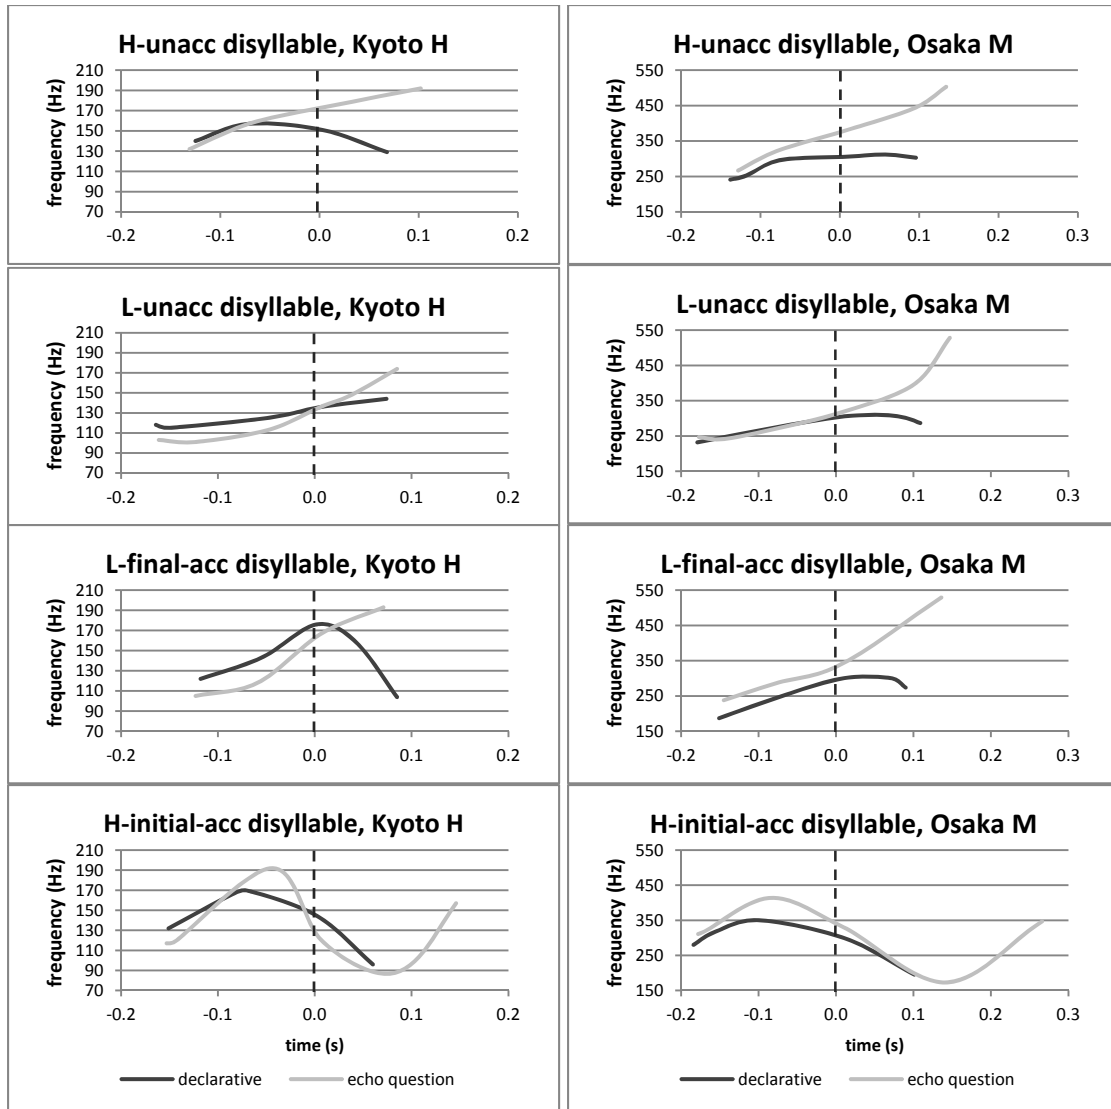 H-unacc disyllable, Kyoto H
frequency (Hz)
210
190
170
150
130
110
90
70
-0.2 -0.1 0.0 0.1 0.2
H-unacc disyllable, Osaka M
frequency (Hz)
550
450
350
250
150
-0.2 -0.1 0.0 0.1 0.2 0.3
L-unacc disyllable, Kyoto H
frequency (Hz)
210
190
170
150
130
110
90
70
-0.2 -0.1 0.0 0.1 0.2
L-unacc disyllable, Osaka M
frequency (Hz)
550
450
350
250
150
-0.2 -0.1 0.0 0.1 0.2 0.3
L-final-acc disyllable, Kyoto H
frequency (Hz)
210
190
170
150
130
110
90
70
-0.2 -0.1 0.0 0.1 0.2
L-final-acc disyllable, Osaka M
frequency (Hz)
550
450
350
250
150
-0.2 -0.1 0.0 0.1 0.2 0.3
H-initial-acc disyllable, Kyoto H
frequency (Hz)
210
190
170
150
130
110
90
70
-0.2 -0.1 0.0 0.1 0.2
time (s)
declarative echo question
H-initial-acc disyllable, Osaka M
frequency (Hz)
550
450
350
250
150
-0.2 -0.1 0.0 0.1 0.2 0.3
time (s)
declarative echo question